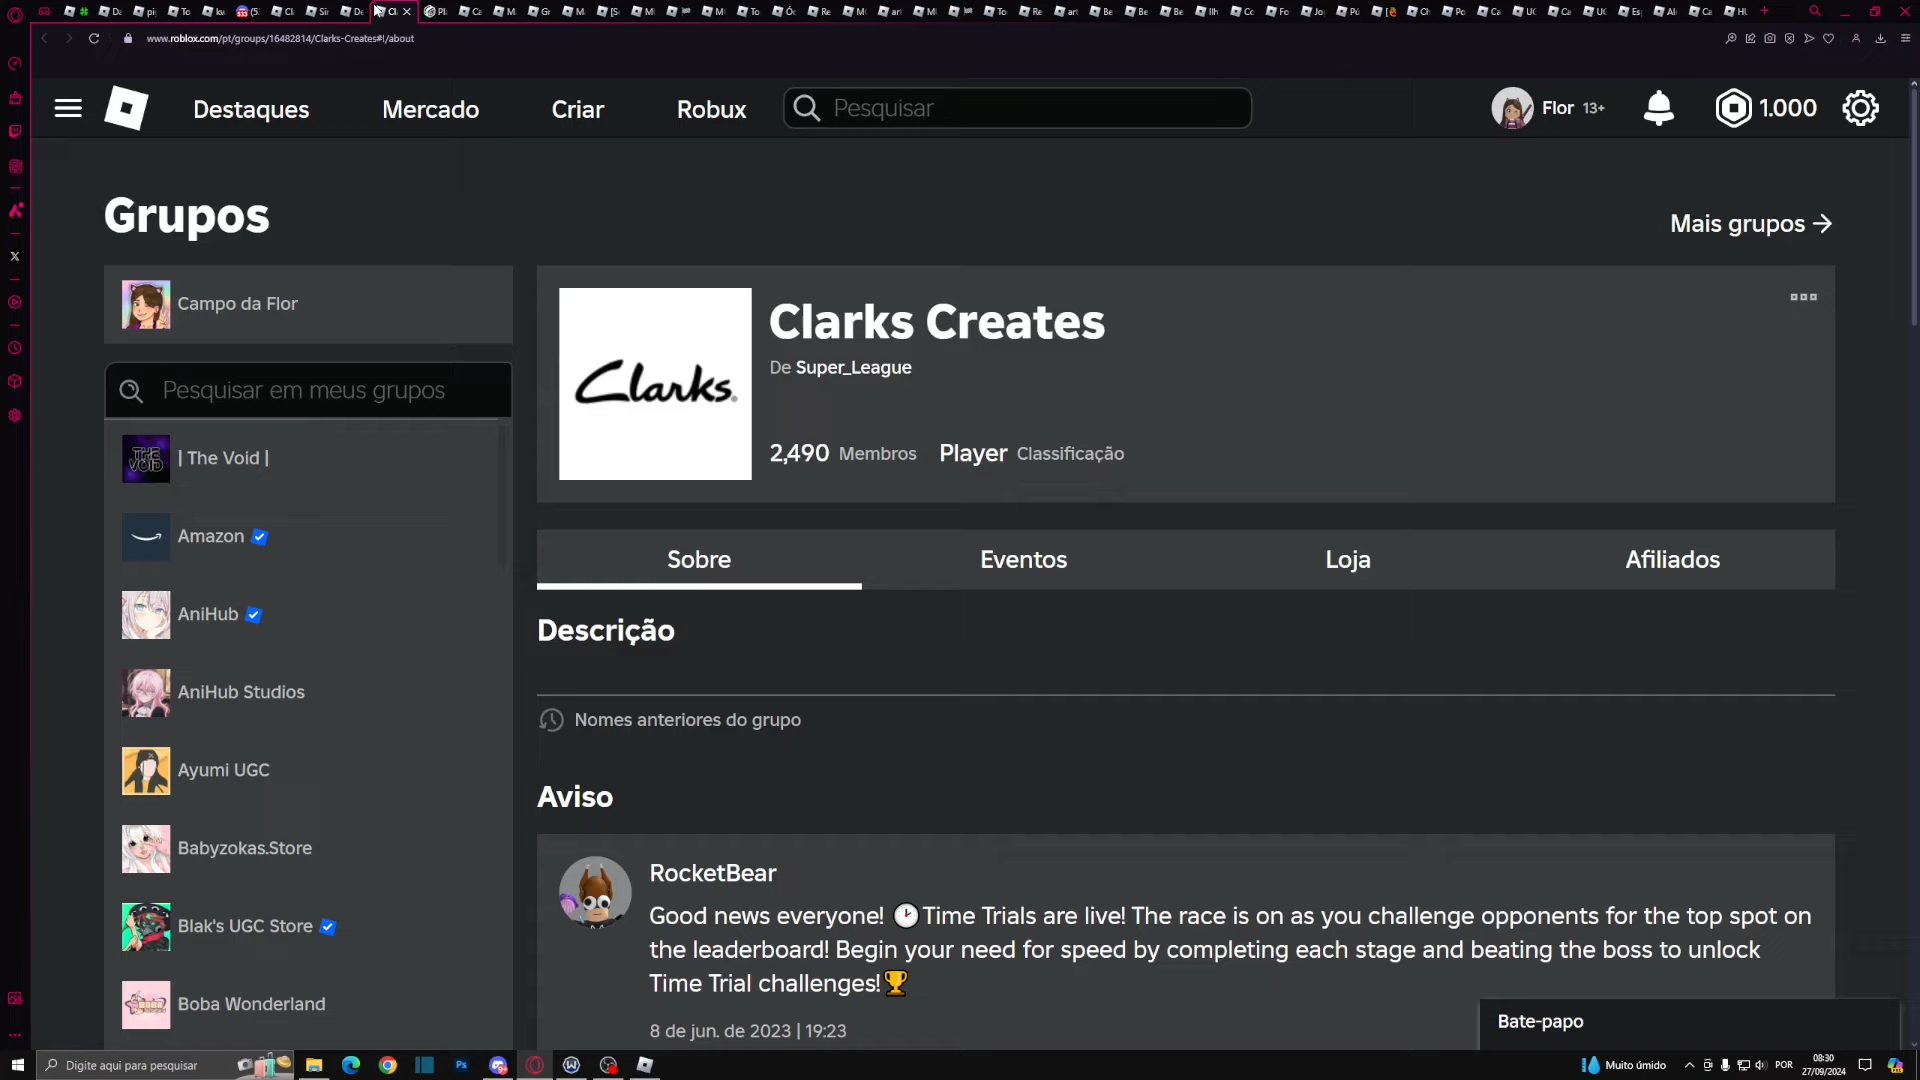 www.roblox.com/pt/groups/16482814/Clarks-Creates#!/about
Destaques
Mercado
Criar
Robux
Pesquisar
Flor 13+
1.000
Grupos
Mais grupos
Campo da Flor
Pesquisar em meus grupos
| The Void |
Amazon
AniHub
AniHub Studios
Ayumi UGC
Babyzokas.Store
Blak's UGC Store
Boba Wonderland
Clarks.
Clarks Creates
De Super_League
2,490 Membros Player Classificação
Sobre
Eventos
Loja
Afiliados
Descrição
Nomes anteriores do grupo
Aviso
RocketBear
Good news everyone! 🕑Time Trials are live! The race is on as you challenge opponents for the top spot on
the leaderboard! Begin your need for speed by completing each stage and beating the boss to unlock
Time Trial challenges!🏆
8 de jun. de 2023 | 19:23
Bate-papo
Digite aqui para pesquisar
Muito úmido
POR
08:30
27/09/2024